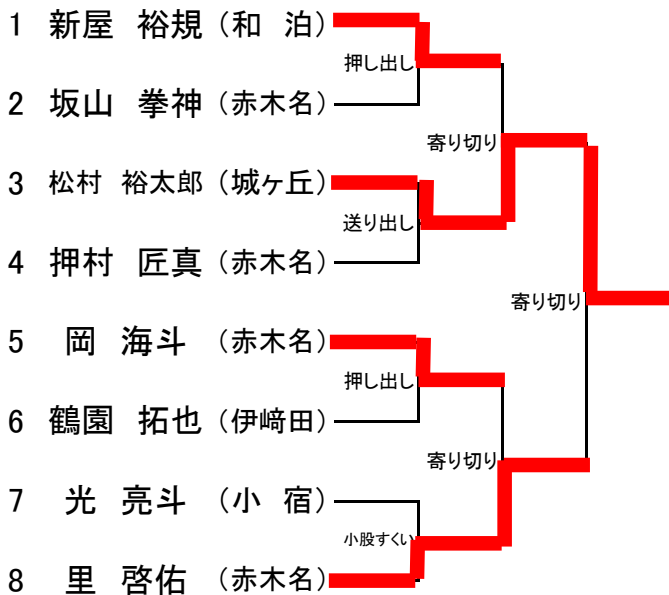 1 新屋 裕規（和 泊）
押し出し
2 坂山 拳神（赤木名）
寄り切り
3 松村 裕太郎（城ヶ丘）
送り出し
4 押村 匠真（赤木名）
寄り切り
5 岡 海斗（赤木名）
押し出し
6 鶴園 拓也（伊﨑田）
寄り切り
7 光 亮斗（小 宿）
小股すくい
8 里 啓佑（赤木名）